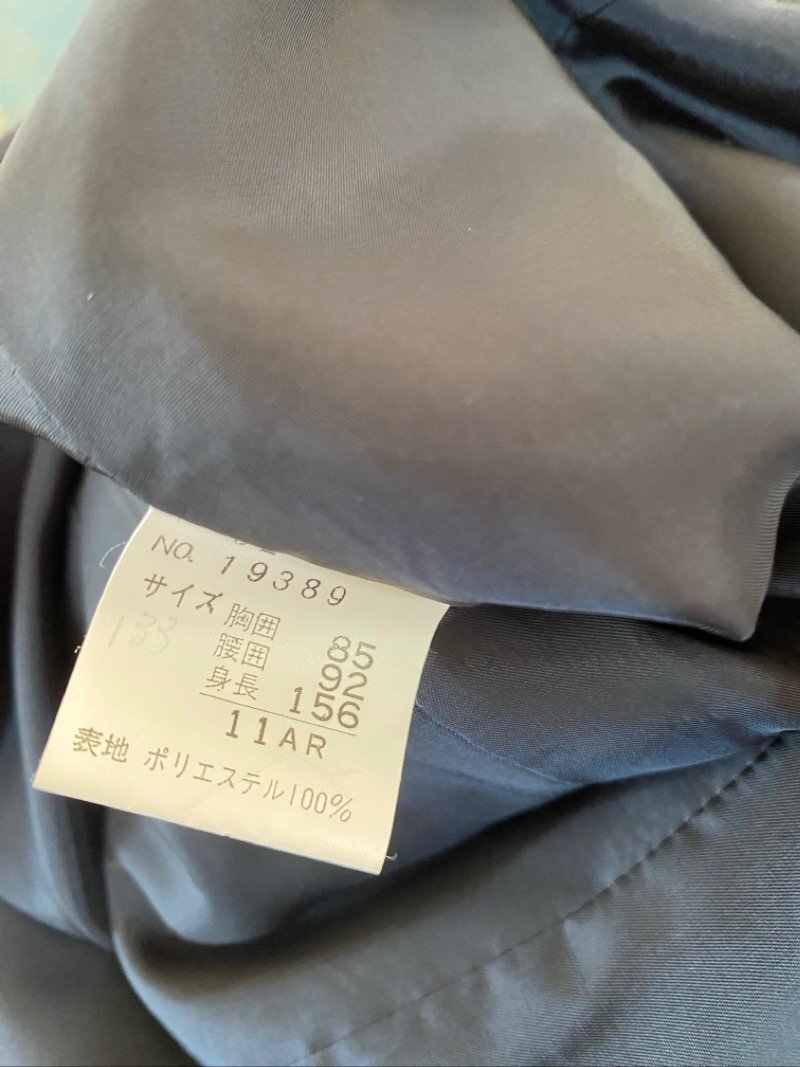 NO. 19389
サイズ 胸囲 85
腰囲 92
身長 156
11AR
表地 ポリエステル100%
133